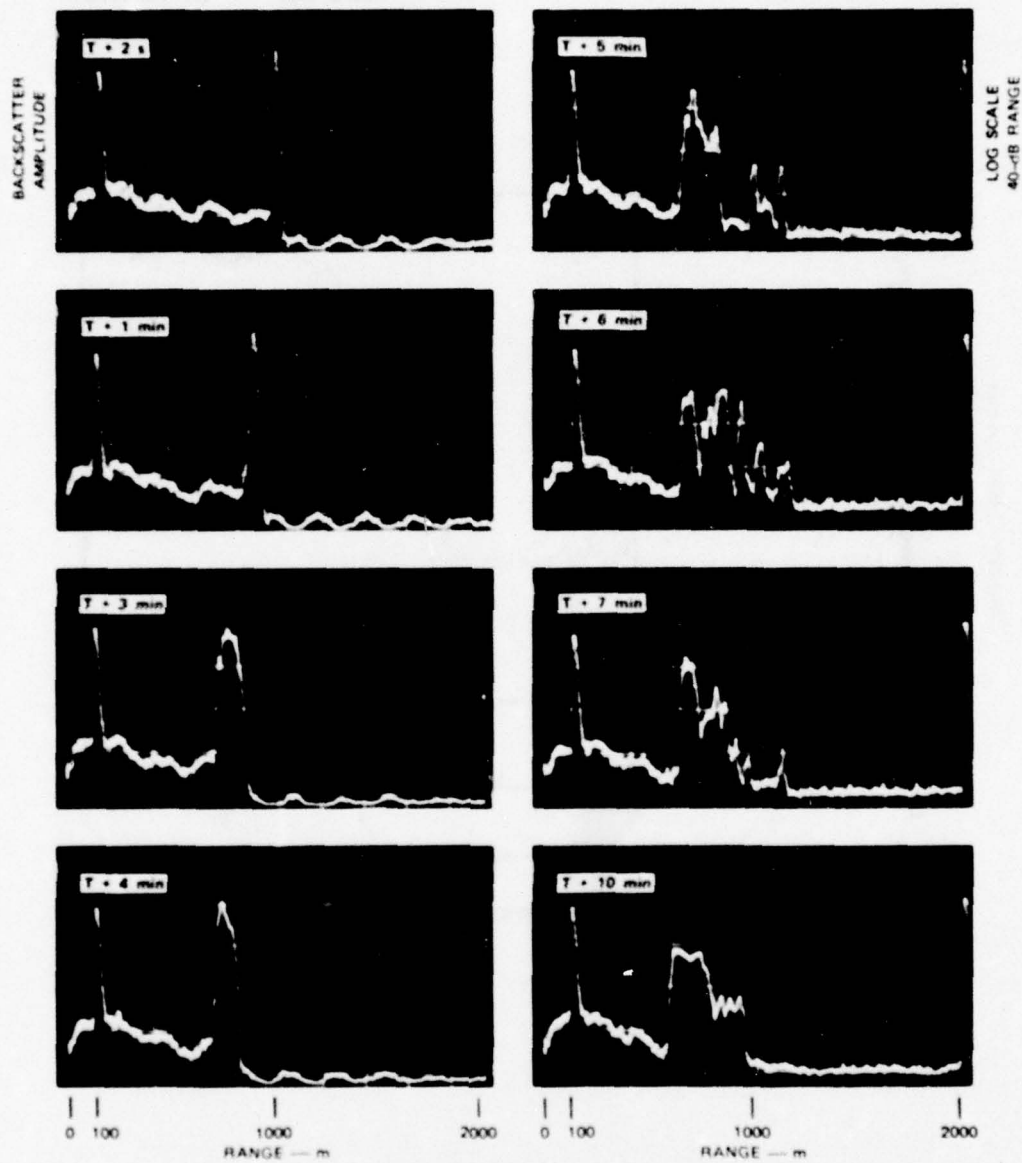 BACKSCATTER
AMPLITUDE
T + 2 s
T + 1 min
T + 3 min
T + 4 min
0 100 1000 2000
RANGE — m
T + 5 min
T + 6 min
T + 7 min
T + 10 min
0 100 1000 2000
RANGE — m
LOG SCALE
40-dB RANGE